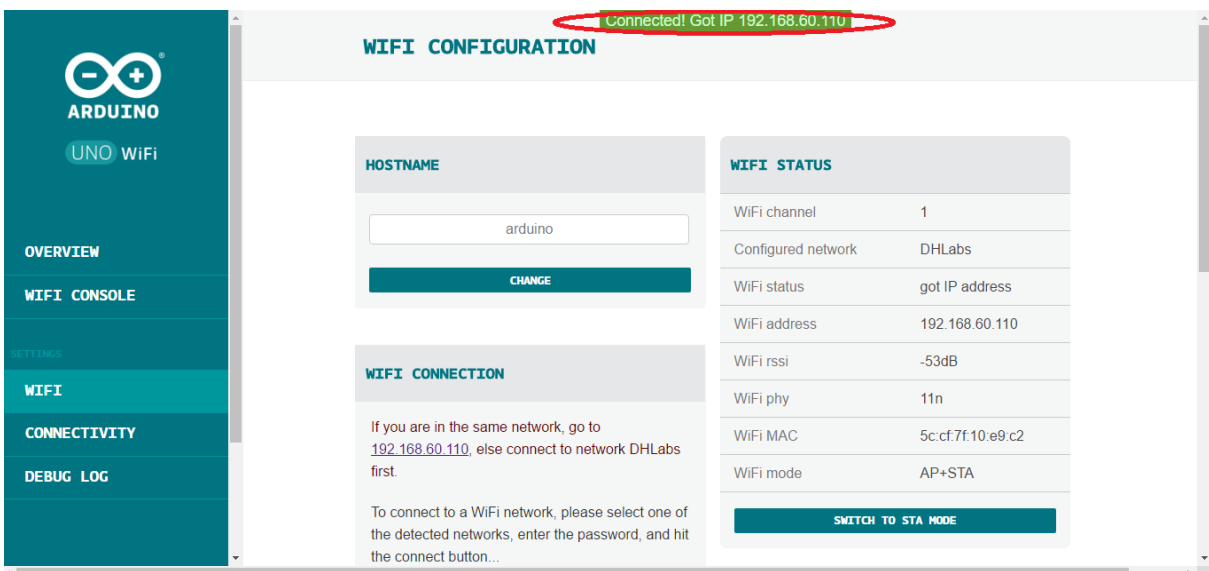 Connected! Got IP 192.168.60.110
WIFI CONFIGURATION
ARDUINO
UNO WiFi
OVERVIEW
WIFI CONSOLE
SETTINGS
WIFI
CONNECTIVITY
DEBUG LOG
HOSTNAME
arduino
CHANGE
WIFI CONNECTION
If you are in the same network, go to
192.168.60.110, else connect to network DHLabs
first.
To connect to a WiFi network, please select one of
the detected networks, enter the password, and hit
the connect button...
WIFI STATUS
WiFi channel 1
Configured network DHLabs
WiFi status got IP address
WiFi address 192.168.60.110
WiFi rssi -53dB
WiFi phy 11n
WiFi MAC 5c:cf:7f:10:e9:c2
WiFi mode AP+STA
SWITCH TO STA MODE